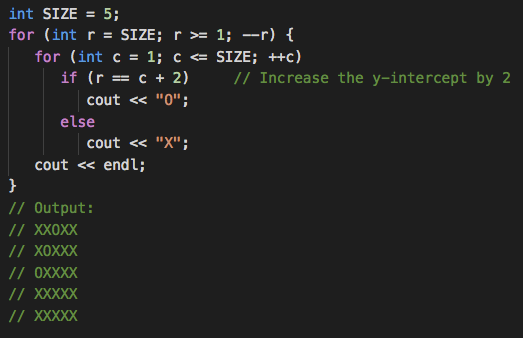 int SIZE = 5;
for (int r = SIZE; r >= 1; --r) {
    for (int c = 1; c <= SIZE; ++c)
        if (r == c + 2)     // Increase the y-intercept by 2
            cout << "O";
        else
            cout << "X";
    cout << endl;
}
// Output:
// XXOXX
// XOXXX
// OXXXX
// XXXXX
// XXXXX